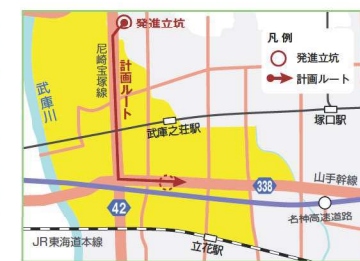 発進立坑
凡例
発進立坑
計画ルート
尼崎宝塚線
計画ルート
武庫川
武庫之荘駅
塚口駅
338
山手幹線
42
名神高速道路
JR東海道本線
立花駅